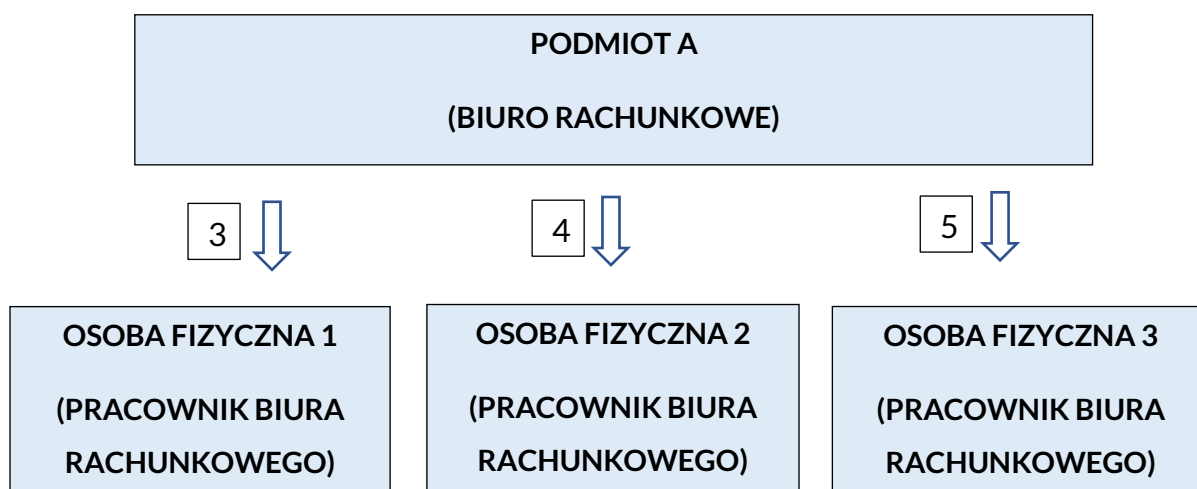 PODMIOT A
(BIURO RACHUNKOWE)
3
4
5
OSOBA FIZYCZNA 1
(PRACOWNIK BIURA
RACHUNKOWEGO)
OSOBA FIZYCZNA 2
(PRACOWNIK BIURA
RACHUNKOWEGO)
OSOBA FIZYCZNA 3
(PRACOWNIK BIURA
RACHUNKOWEGO)